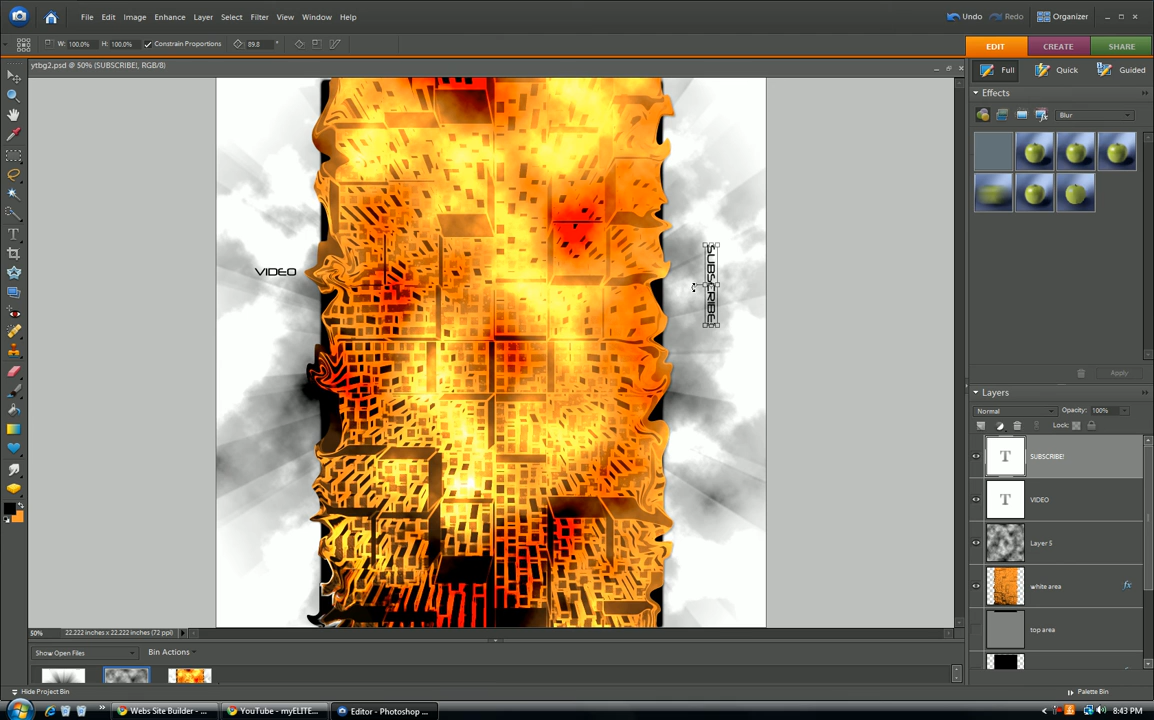 File Edit Image Enhance Layer Select Filter View Window Help
Undo Redo Organizer
W: 100.0% H: 100.0% Constrain Proportions 89.8 °
EDIT CREATE SHARE
ytbg2.psd @ 50% (SUBSCRIBE!, RGB/8)
Full Quick Guided
Effects
Blur
VIDEO
SUBSCRIBE
Apply
Layers
Normal Opacity: 100%
Lock:
SUBSCRIBE!
VIDEO
Layer 5
white area
top area
50% 22.222 inches x 22.222 inches (72 ppi)
Show Open Files Bin Actions
Hide Project Bin
Palette Bin
Webs Site Builder - ... YouTube - myELITE... Editor - Photoshop ... 8:43 PM